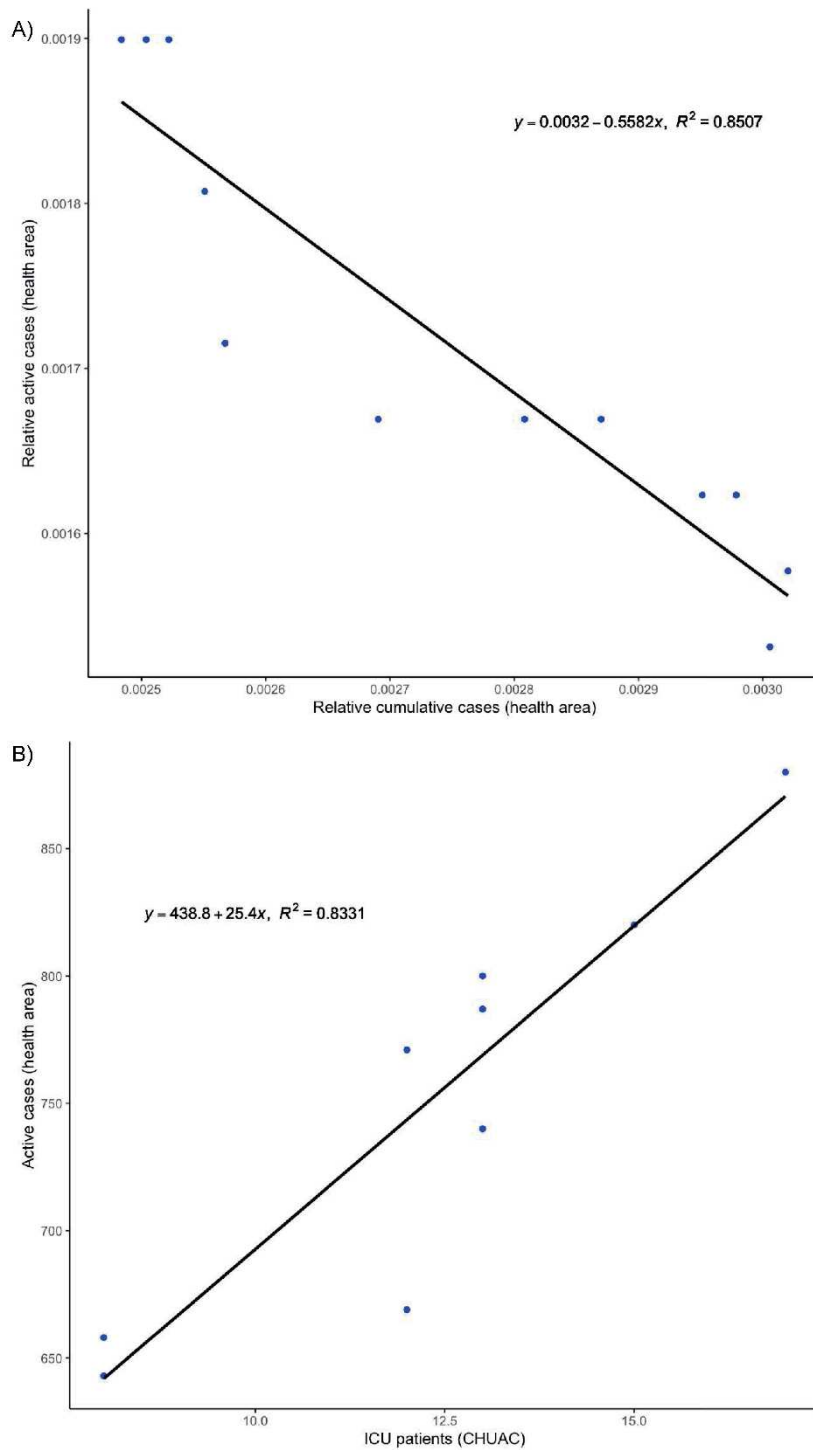 A)
Relative active cases (health area)
0.0019
0.0018
0.0017
0.0016
y = 0.0032 − 0.5582x, R² = 0.8507
0.0025 0.0026 0.0027 0.0028 0.0029 0.0030
Relative cumulative cases (health area)
B)
Active cases (health area)
850
800
750
700
650
y = 438.8 + 25.4x, R² = 0.8331
10.0 12.5 15.0
ICU patients (CHUAC)